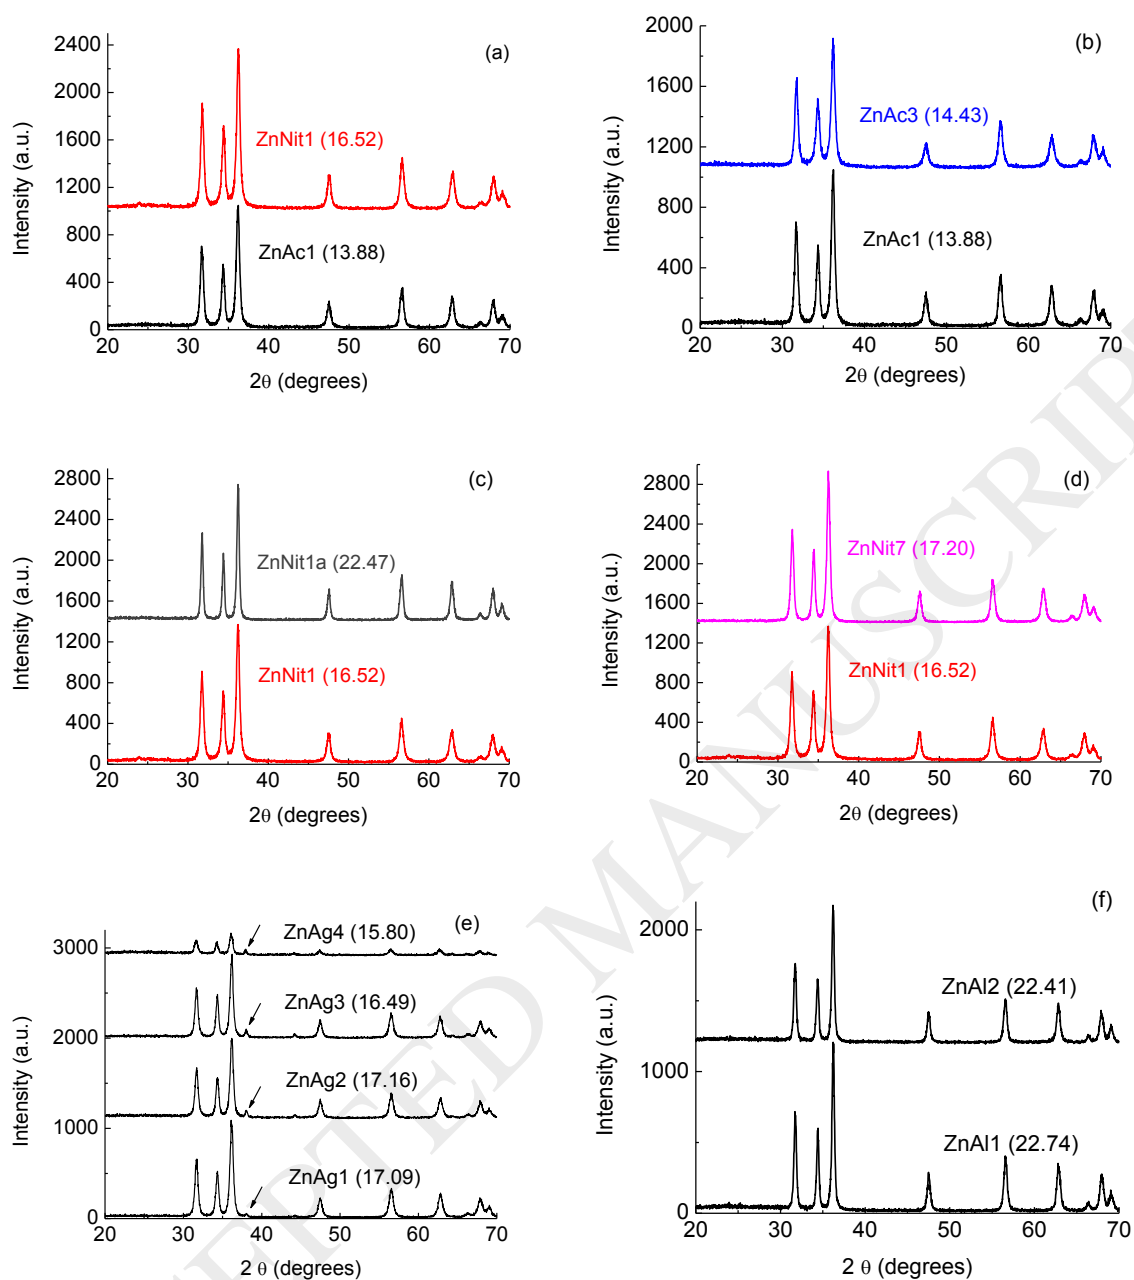 (a)
2400
2000
1600
1200
800
400
0
Intensity (a.u.)
ZnNit1 (16.52)
ZnAc1 (13.88)
20 30 40 50 60 70
2θ (degrees)
(b)
2000
1600
1200
800
400
0
Intensity (a.u.)
ZnAc3 (14.43)
ZnAc1 (13.88)
20 30 40 50 60 70
2θ (degrees)
(c)
2800
2400
2000
1600
1200
800
400
0
Intensity (a.u.)
ZnNit1a (22.47)
ZnNit1 (16.52)
20 30 40 50 60 70
2θ (degrees)
(d)
2800
2400
2000
1600
1200
800
400
0
Intensity (a.u.)
ZnNit7 (17.20)
ZnNit1 (16.52)
20 30 40 50 60 70
2θ (degrees)
(e)
3000
2000
1000
0
Intensity (a.u.)
ZnAg4 (15.80)
ZnAg3 (16.49)
ZnAg2 (17.16)
ZnAg1 (17.09)
20 30 40 50 60 70
2 θ (degrees)
(f)
2000
1000
0
Intensity (a.u.)
ZnAl2 (22.41)
ZnAl1 (22.74)
20 30 40 50 60 70
2 θ (degrees)
EPTED MANUSCRIP